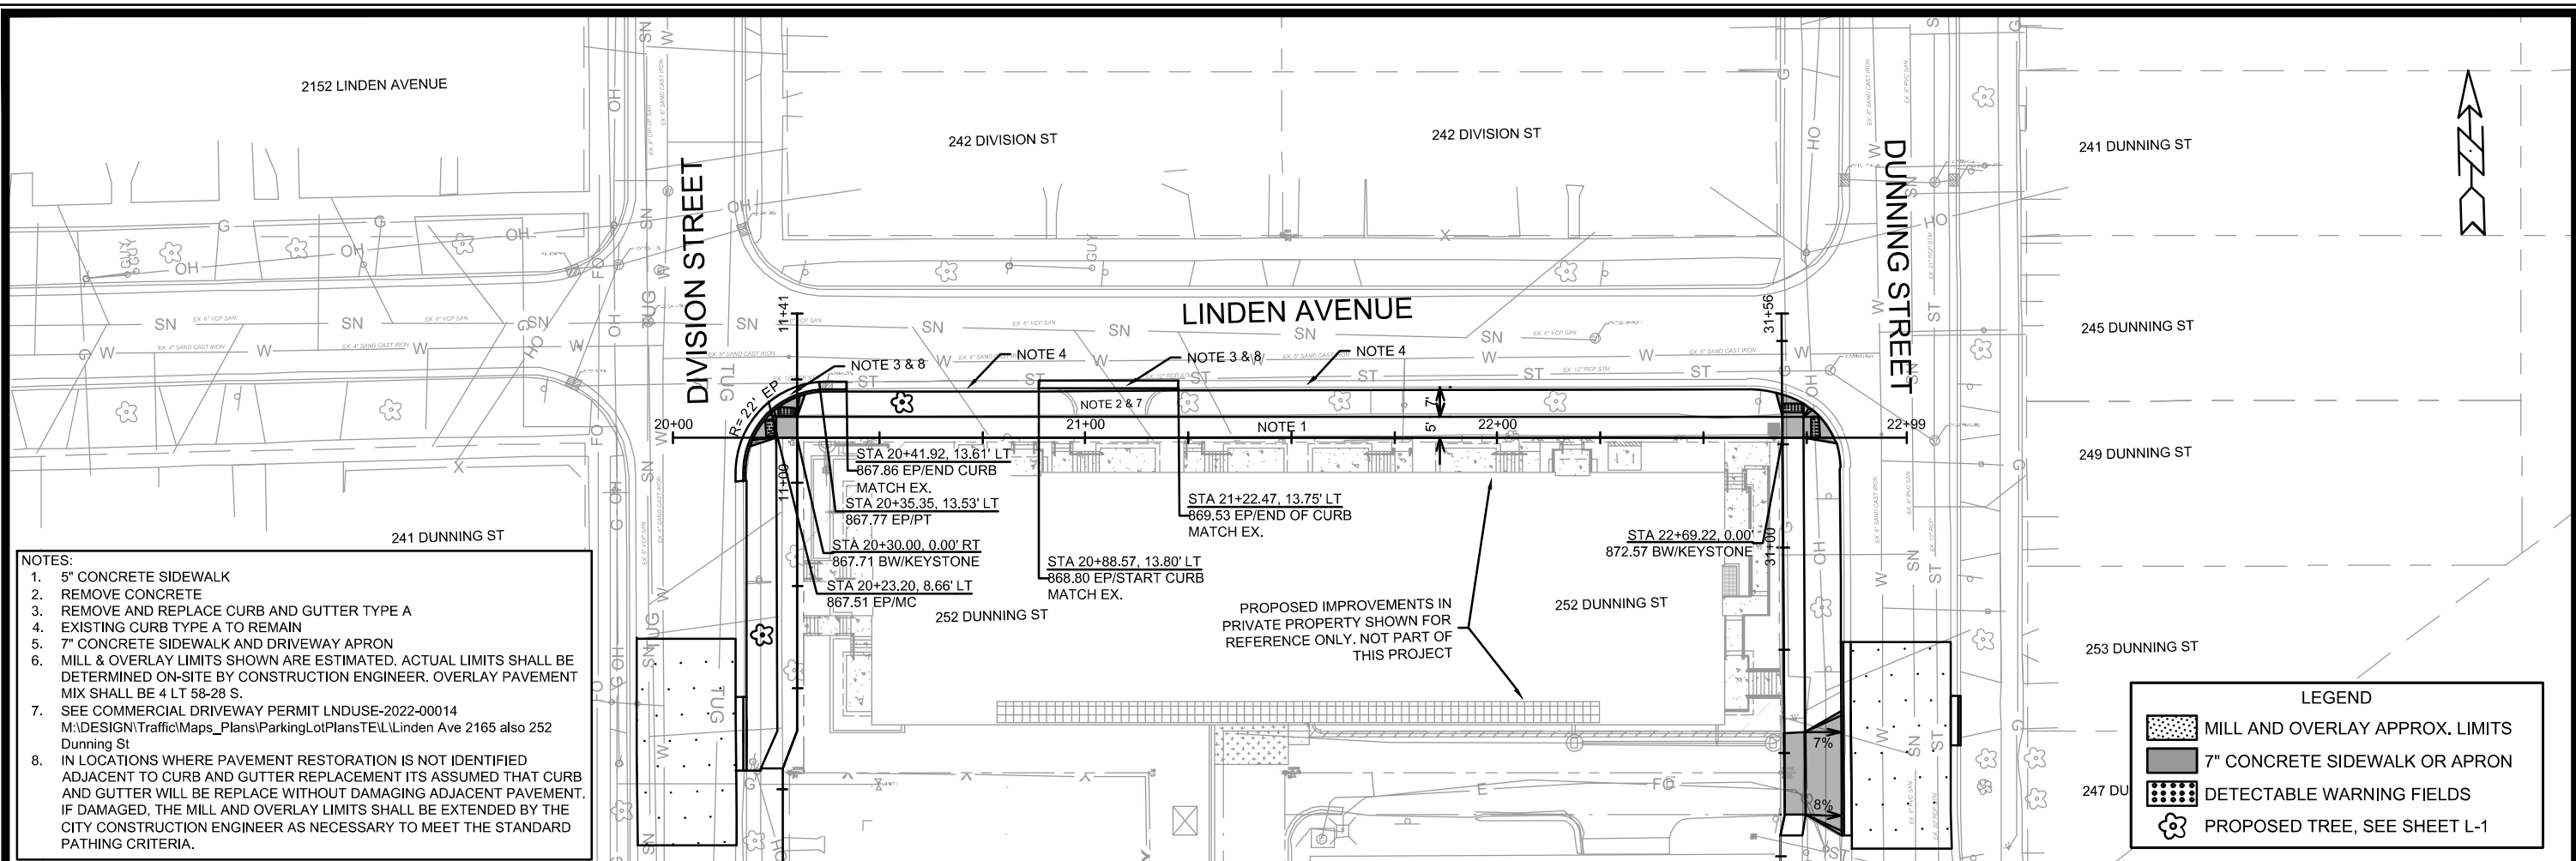 2152 LINDEN AVENUE
242 DIVISION ST
242 DIVISION ST
241 DUNNING ST
DIVISION STREET
DUNNING STREET
LINDEN AVENUE
245 DUNNING ST
249 DUNNING ST
253 DUNNING ST
247 DU
241 DUNNING ST
252 DUNNING ST
252 DUNNING ST
11+41
31+56
NOTE 3 & 8
NOTE 4
NOTE 3 & 8
NOTE 4
R=22' EP
NOTE 2 & 7
7'
20+00
21+00
NOTE 1
5'
22+00
22+99
11+00
31+00
STA 20+41.92, 13.61' LT
867.86 EP/END CURB
MATCH EX.
STA 20+35.35, 13.53' LT
867.77 EP/PT
STA 20+30.00, 0.00' RT
867.71 BW/KEYSTONE
STA 20+23.20, 8.66' LT
867.51 EP/MC
STA 21+22.47, 13.75' LT
869.53 EP/END OF CURB
MATCH EX.
STA 20+88.57, 13.80' LT
868.80 EP/START CURB
MATCH EX.
STA 22+69.22, 0.00'
872.57 BW/KEYSTONE
PROPOSED IMPROVEMENTS IN
PRIVATE PROPERTY SHOWN FOR
REFERENCE ONLY. NOT PART OF
THIS PROJECT
7%
8%
NOTES:
1. 5" CONCRETE SIDEWALK
2. REMOVE CONCRETE
3. REMOVE AND REPLACE CURB AND GUTTER TYPE A
4. EXISTING CURB TYPE A TO REMAIN
5. 7" CONCRETE SIDEWALK AND DRIVEWAY APRON
6. MILL & OVERLAY LIMITS SHOWN ARE ESTIMATED. ACTUAL LIMITS SHALL BE
DETERMINED ON-SITE BY CONSTRUCTION ENGINEER. OVERLAY PAVEMENT
MIX SHALL BE 4 LT 58-28 S.
7. SEE COMMERCIAL DRIVEWAY PERMIT LNDUSE-2022-00014
M:\DESIGN\Traffic\Maps_Plans\ParkingLotPlansTE\L\Linden Ave 2165 also 252
Dunning St
8. IN LOCATIONS WHERE PAVEMENT RESTORATION IS NOT IDENTIFIED
ADJACENT TO CURB AND GUTTER REPLACEMENT ITS ASSUMED THAT CURB
AND GUTTER WILL BE REPLACE WITHOUT DAMAGING ADJACENT PAVEMENT.
IF DAMAGED, THE MILL AND OVERLAY LIMITS SHALL BE EXTENDED BY THE
CITY CONSTRUCTION ENGINEER AS NECESSARY TO MEET THE STANDARD
PATHING CRITERIA.
LEGEND
MILL AND OVERLAY APPROX. LIMITS
7" CONCRETE SIDEWALK OR APRON
DETECTABLE WARNING FIELDS
PROPOSED TREE, SEE SHEET L-1